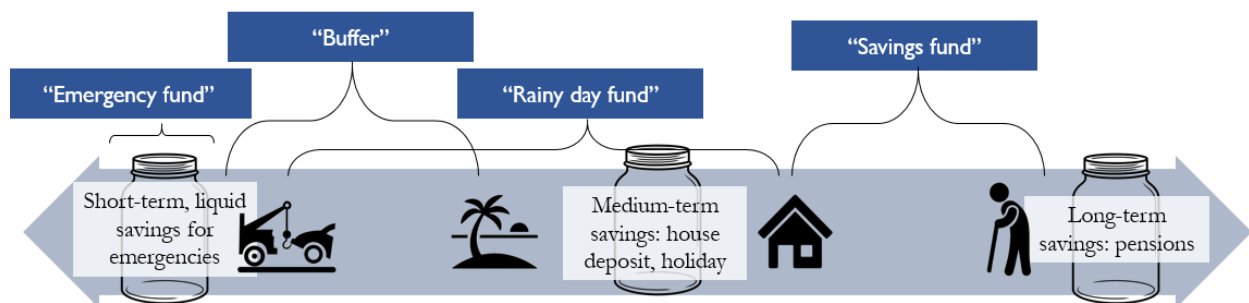 “Buffer”
“Savings fund”
“Emergency fund”
“Rainy day fund”
Short-term, liquid
savings for
emergencies
Medium-term
savings: house
deposit, holiday
Long-term
savings: pensions